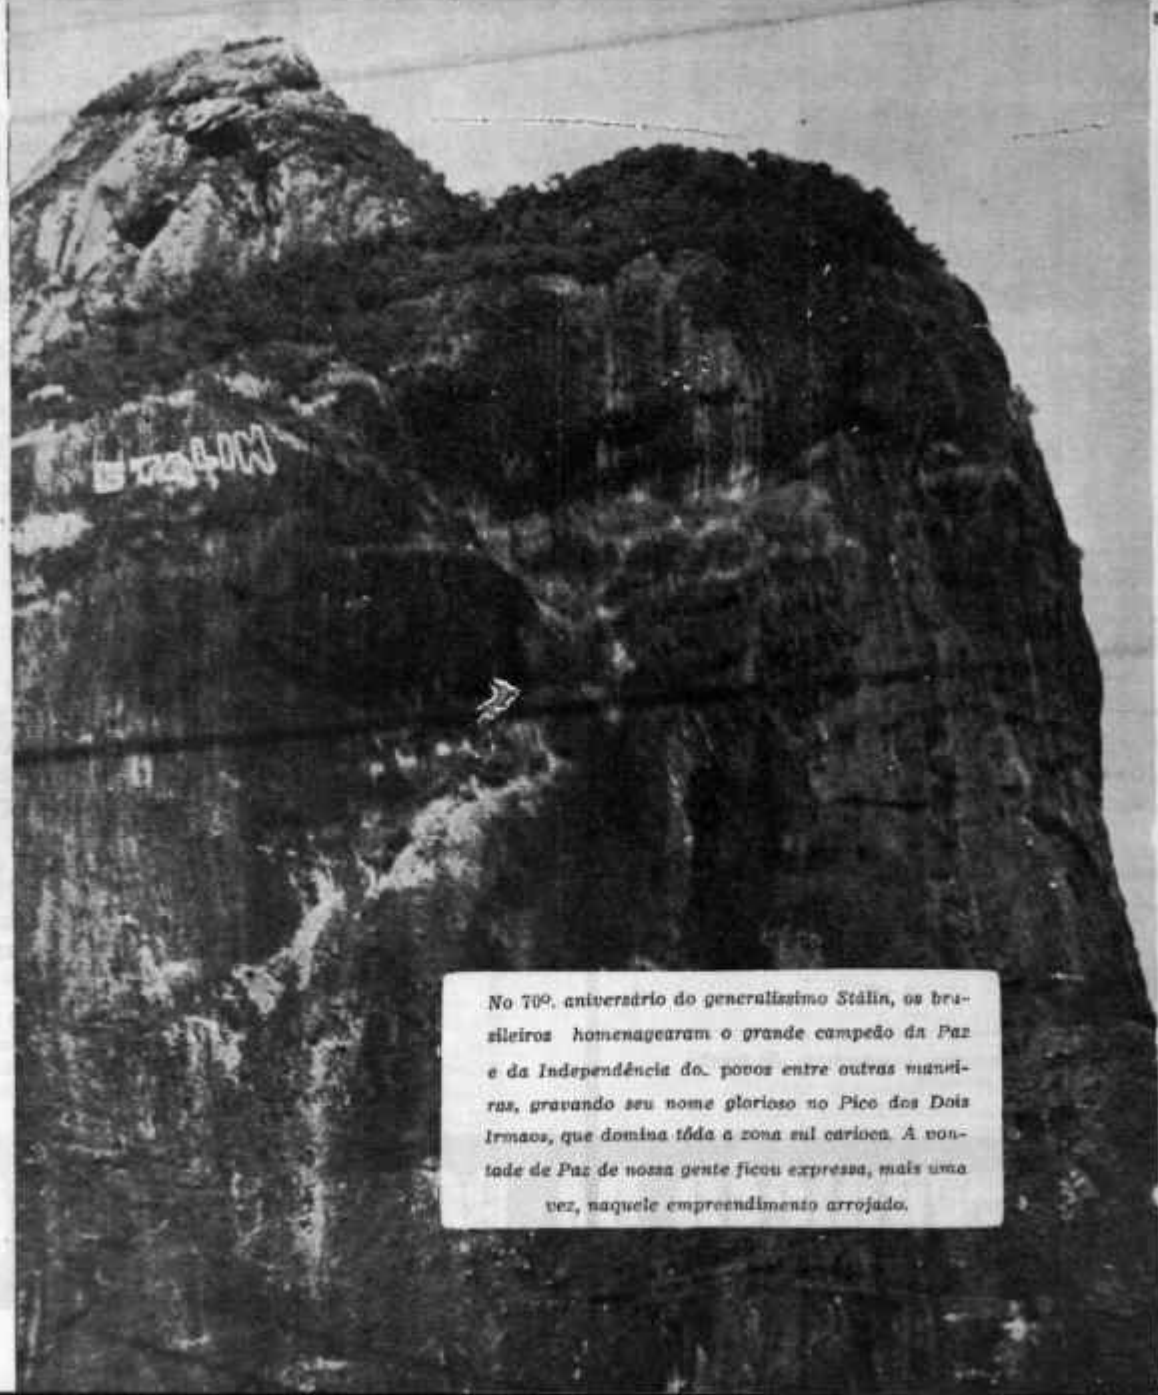 STALIN
No 70º. aniversário do generalíssimo Stálin, os bra-
sileiros homenagearam o grande campeão da Paz
e da Independência do. povos entre outras manei-
ras, gravando seu nome glorioso no Pico dos Dois
Irmaos, que domina tôda a zona sul carioca. A von-
tade de Paz de nossa gente ficou expressa, mais uma
vez, naquele empreendimento arrojado.